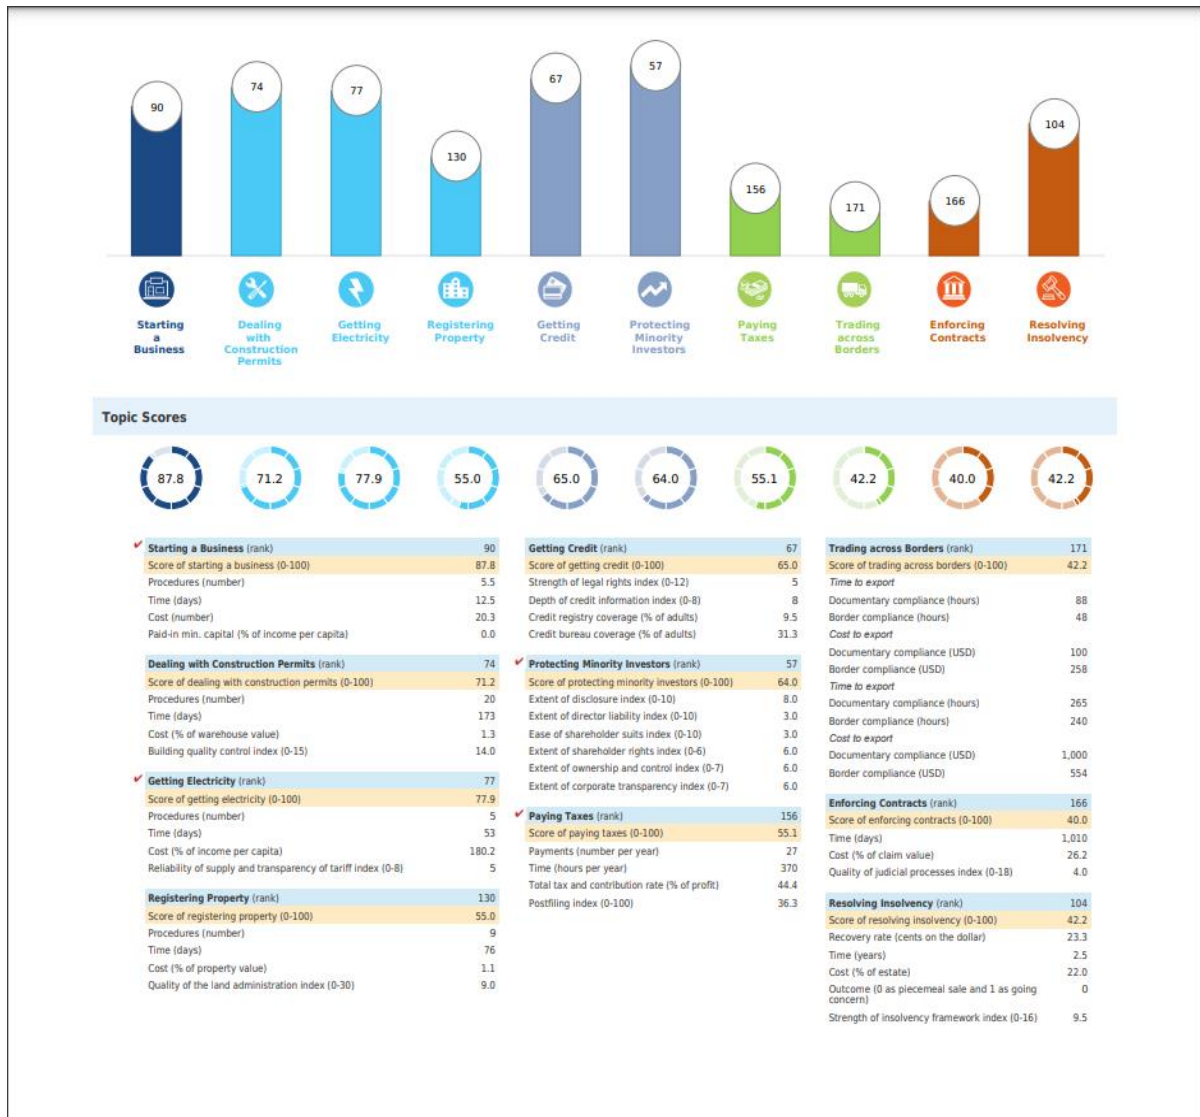 90
74
77
130
67
57
156
171
166
104
Starting
a
Business
Dealing
with
Construction
Permits
Getting
Electricity
Registering
Property
Getting
Credit
Protecting
Minority
Investors
Paying
Taxes
Trading
across
Borders
Enforcing
Contracts
Resolving
Insolvency
Topic Scores
87.8
71.2
77.9
55.0
65.0
64.0
55.1
42.2
40.0
42.2
Starting a Business (rank) 90
Score of starting a business (0-100) 87.8
Procedures (number) 5.5
Time (days) 12.5
Cost (number) 20.3
Paid-in min. capital (% of income per capita) 0.0
Dealing with Construction Permits (rank) 74
Score of dealing with construction permits (0-100) 71.2
Procedures (number) 20
Time (days) 173
Cost (% of warehouse value) 1.3
Building quality control index (0-15) 14.0
Getting Electricity (rank) 77
Score of getting electricity (0-100) 77.9
Procedures (number) 5
Time (days) 53
Cost (% of income per capita) 180.2
Reliability of supply and transparency of tariff index (0-8) 5
Registering Property (rank) 130
Score of registering property (0-100) 55.0
Procedures (number) 9
Time (days) 76
Cost (% of property value) 1.1
Quality of the land administration index (0-30) 9.0
Getting Credit (rank) 67
Score of getting credit (0-100) 65.0
Strength of legal rights index (0-12) 5
Depth of credit information index (0-8) 8
Credit registry coverage (% of adults) 9.5
Credit bureau coverage (% of adults) 31.3
Protecting Minority Investors (rank) 57
Score of protecting minority investors (0-100) 64.0
Extent of disclosure index (0-10) 8.0
Extent of director liability index (0-10) 3.0
Ease of shareholder suits index (0-10) 3.0
Extent of shareholder rights index (0-6) 6.0
Extent of ownership and control index (0-7) 6.0
Extent of corporate transparency index (0-7) 6.0
Paying Taxes (rank) 156
Score of paying taxes (0-100) 55.1
Payments (number per year) 27
Time (hours per year) 370
Total tax and contribution rate (% of profit) 44.4
Postfiling index (0-100) 36.3
Trading across Borders (rank) 171
Score of trading across borders (0-100) 42.2
Time to export
Documentary compliance (hours) 88
Border compliance (hours) 48
Cost to export
Documentary compliance (USD) 100
Border compliance (USD) 258
Time to export
Documentary compliance (hours) 265
Border compliance (hours) 240
Cost to export
Documentary compliance (USD) 1,000
Border compliance (USD) 554
Enforcing Contracts (rank) 166
Score of enforcing contracts (0-100) 40.0
Time (days) 1,010
Cost (% of claim value) 26.2
Quality of judicial processes index (0-18) 4.0
Resolving Insolvency (rank) 104
Score of resolving insolvency (0-100) 42.2
Recovery rate (cents on the dollar) 23.3
Time (years) 2.5
Cost (% of estate) 22.0
Outcome (0 as piecemeal sale and 1 as going 0
concern)
Strength of insolvency framework index (0-16) 9.5